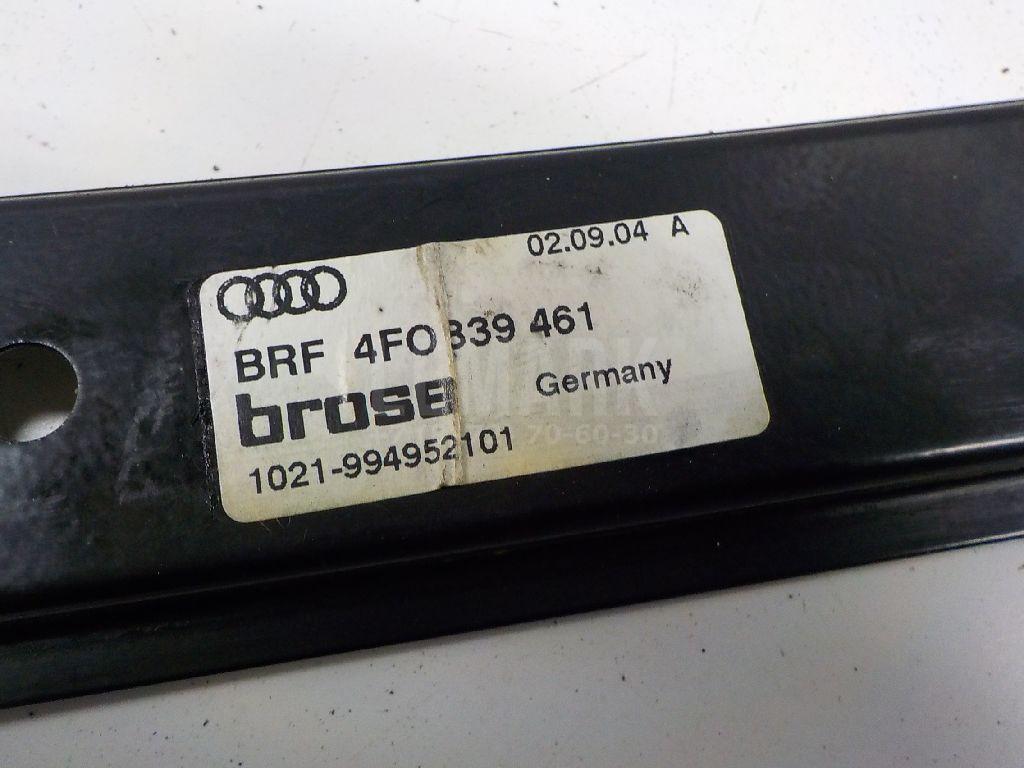 02.09.04 A
BRF 4F0 839 461
brose Germany
1021-994952101
70-60-30